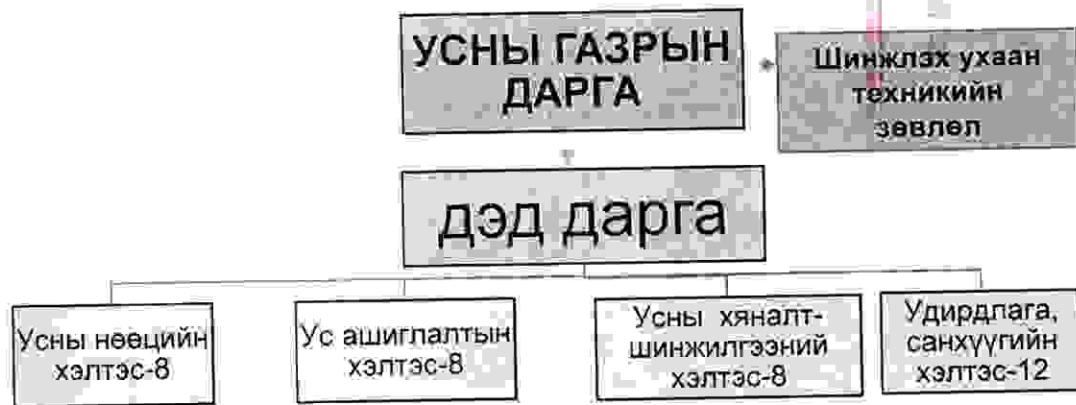 УСНЫ ГАЗРЫН
ДАРГА
Шинжлэх ухаан
техникийн
зөвлөл
дэд дарга
Усны нөөцийн
хэлтэс-8
Ус ашиглалтын
хэлтэс-8
Усны хяналт-
шинжилгээний
хэлтэс-8
Удирдлага,
санхүүгийн
хэлтэс-12